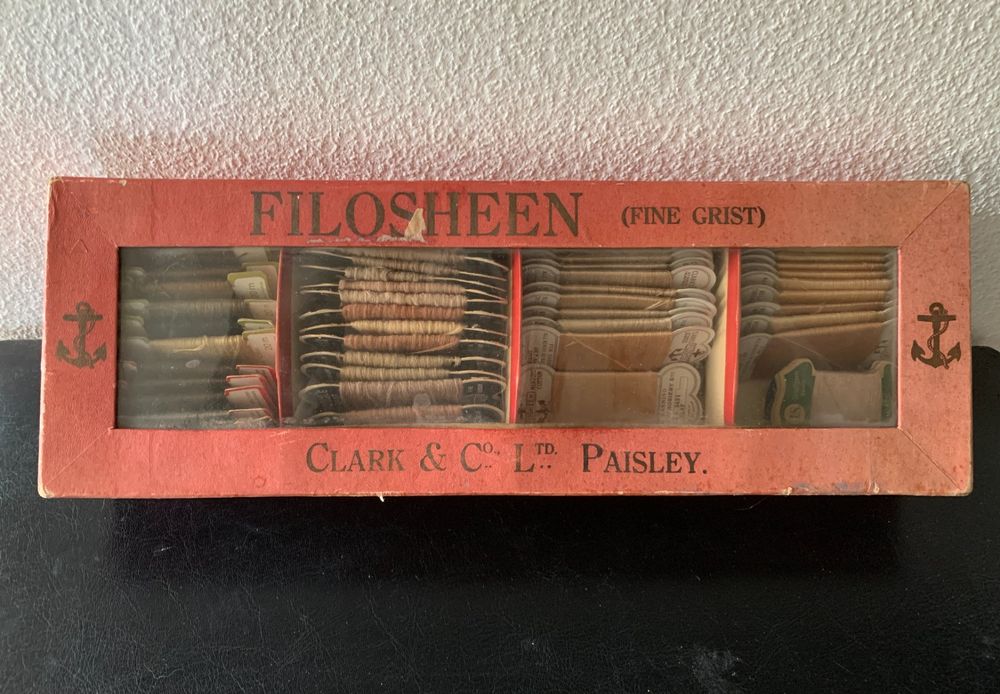 FILOSHEEN (FINE GRIST)
CLARK & CO., LTD. PAISLEY.